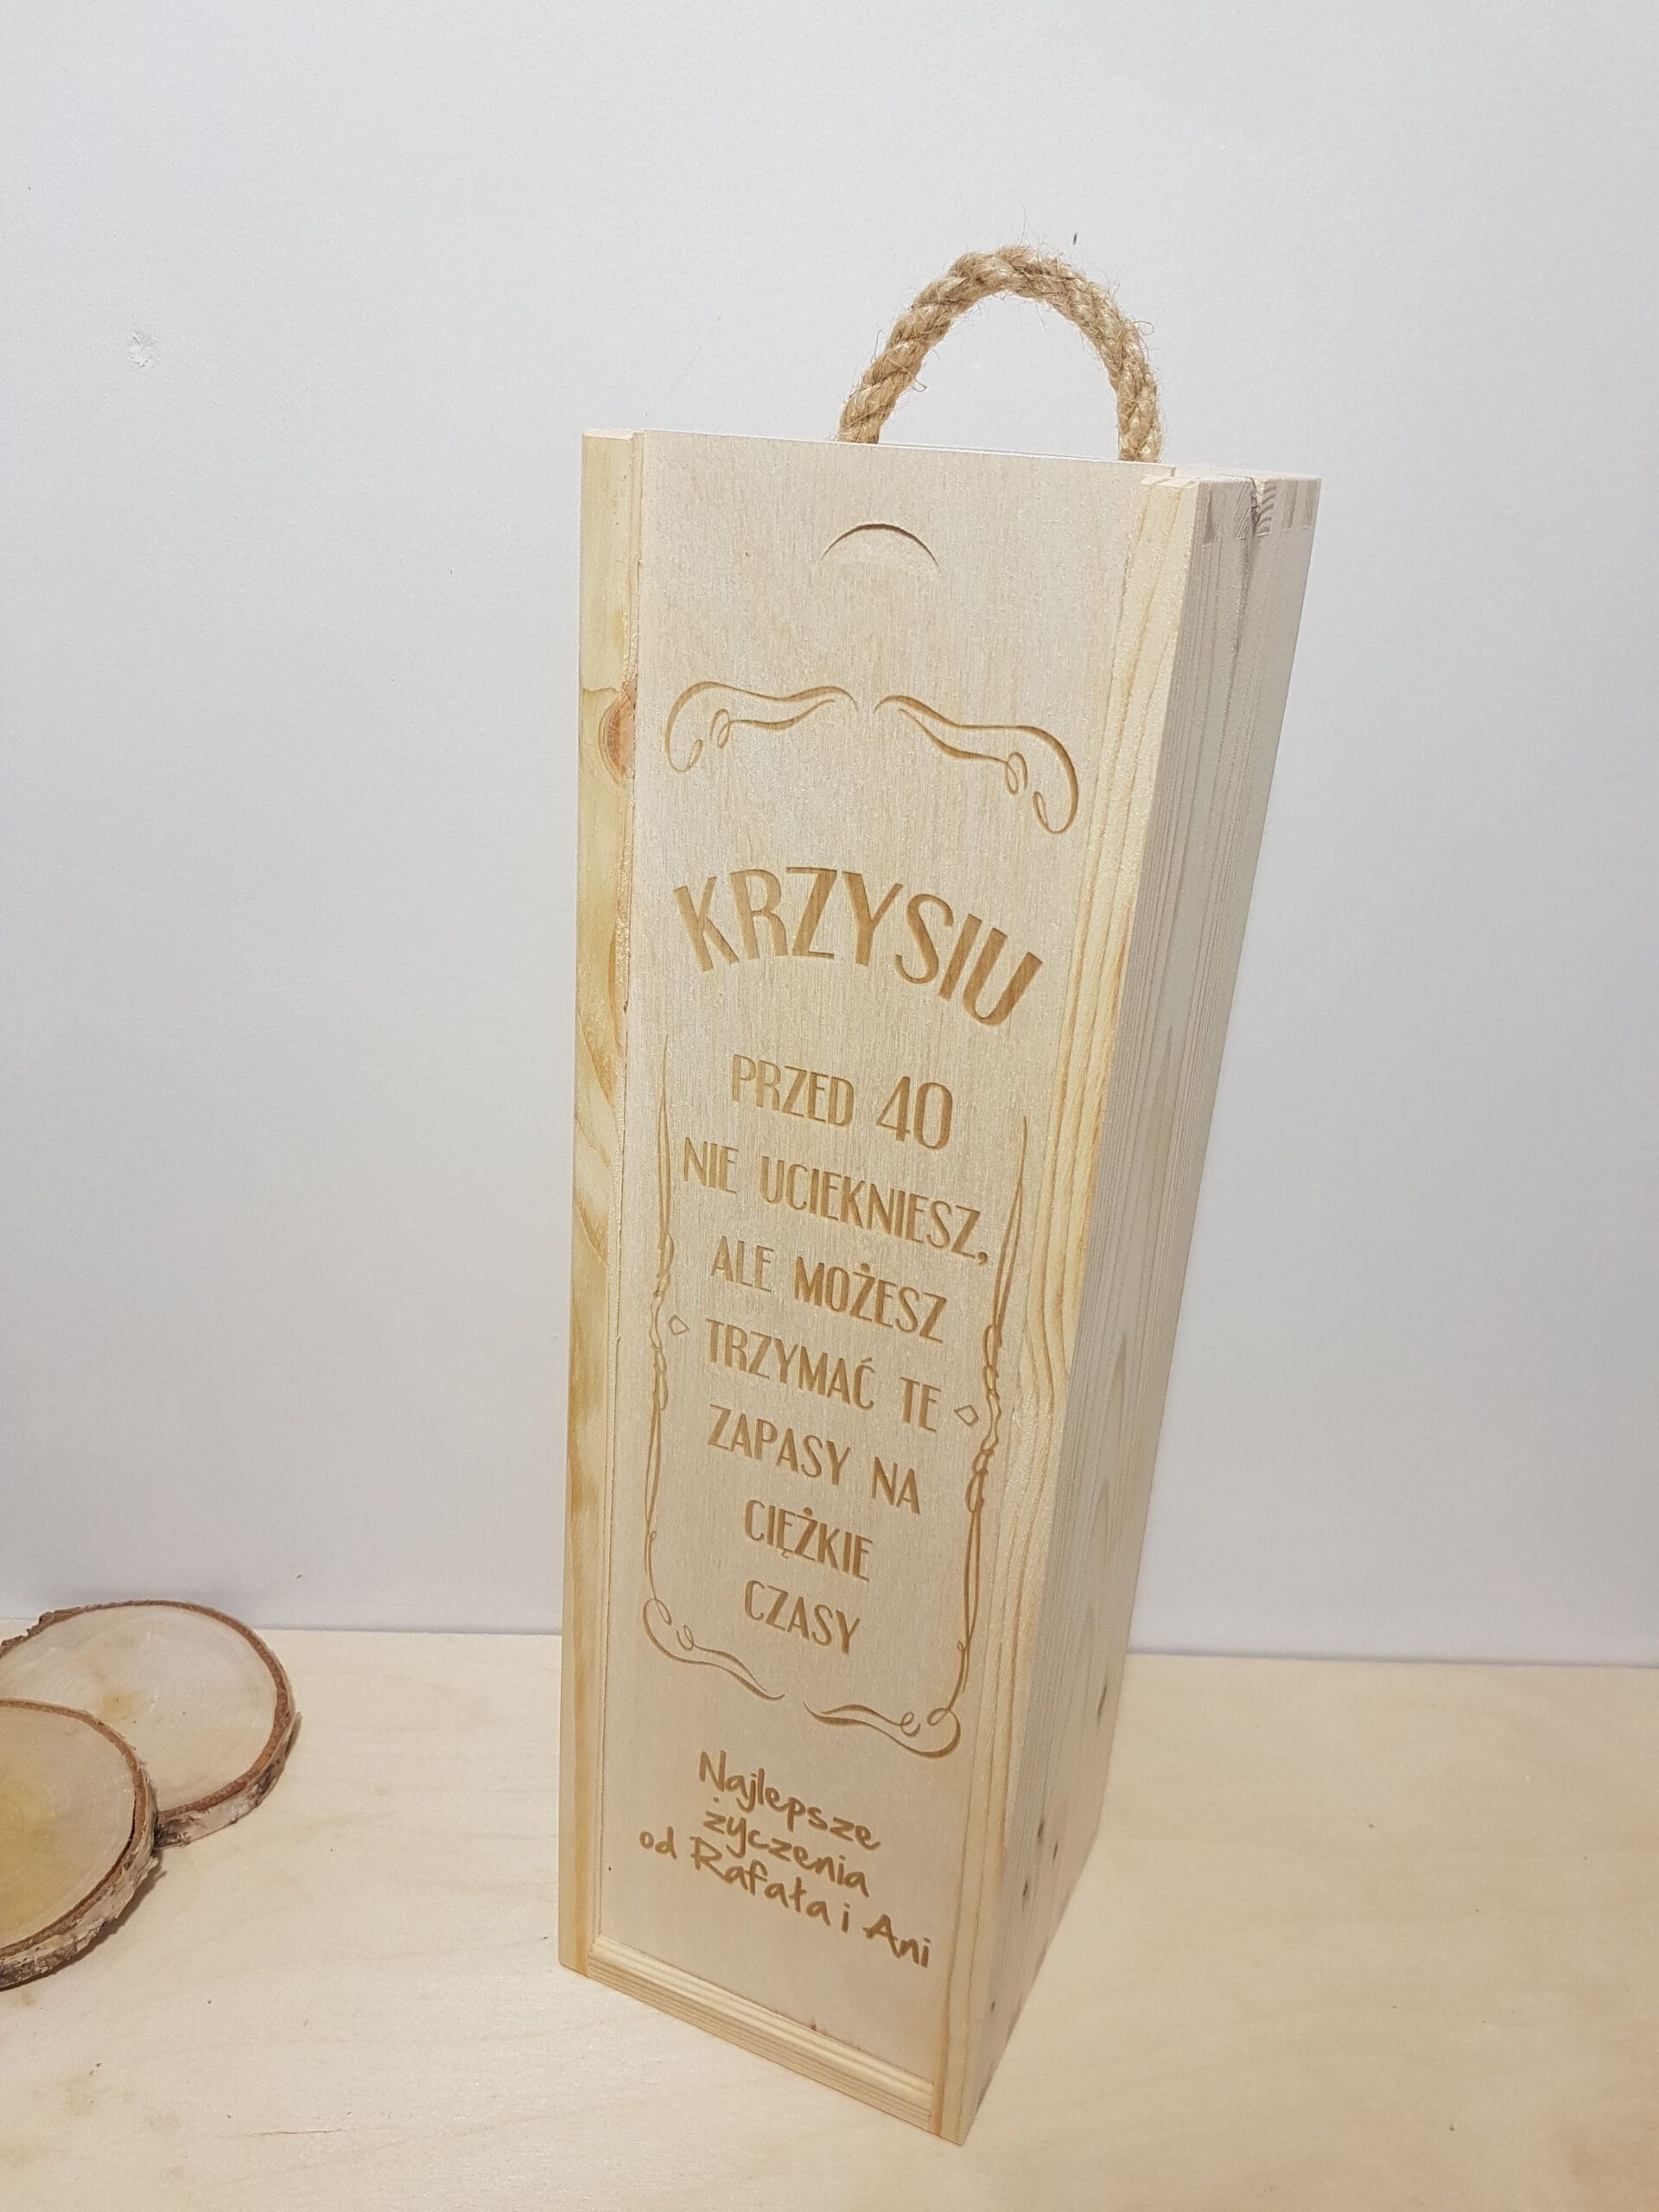 KRZYSIU
PRZED 40
NIE UCIEKNIESZ,
ALE MOŻESZ
TRZYMAĆ TE
ZAPASY NA
CIĘŻKIE
CZASY
Najlepsze
życzenia
od Rafała i Ani